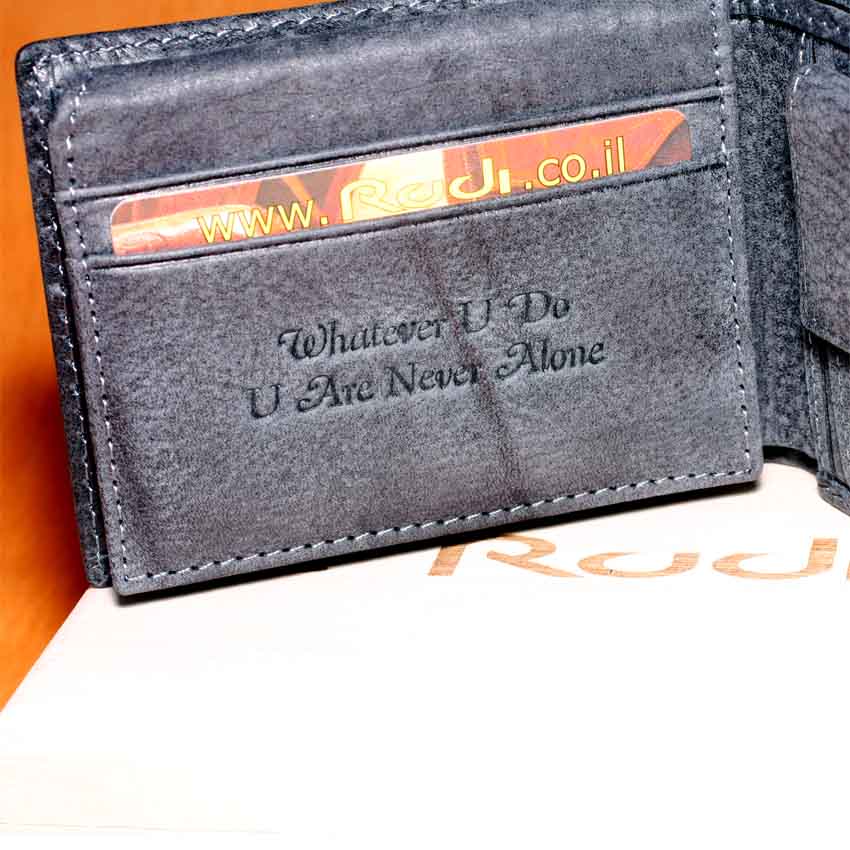 www.Rudi.co.il
Whatever U Do
U Are Never Alone
Rudi